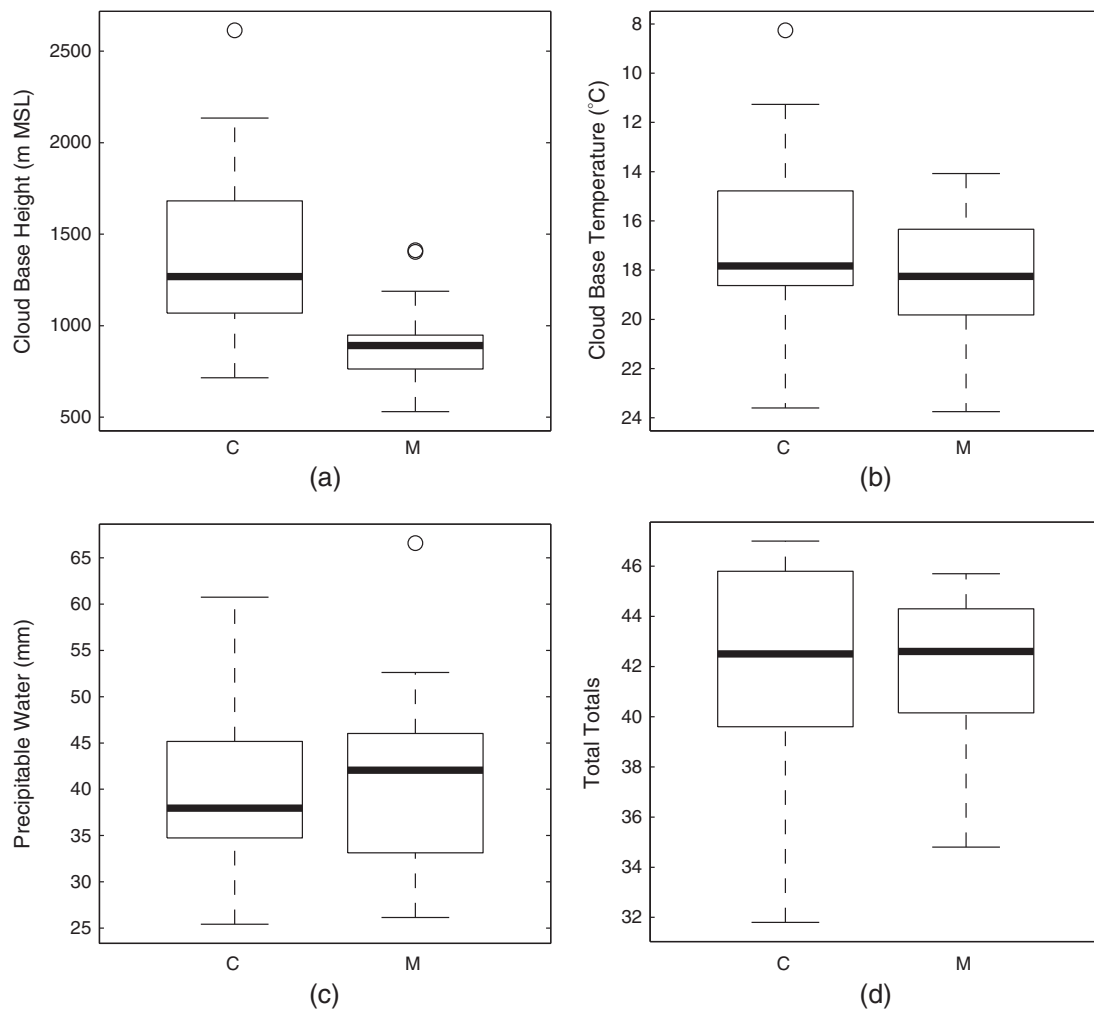 Cloud Base Height (m MSL)
2500
2000
1500
1000
500
C M
(a)
Cloud Base Temperature (°C)
8
10
12
14
16
18
20
22
24
C M
(b)
Precipitable Water (mm)
65
60
55
50
45
40
35
30
25
C M
(c)
Total Totals
46
44
42
40
38
36
34
32
C M
(d)